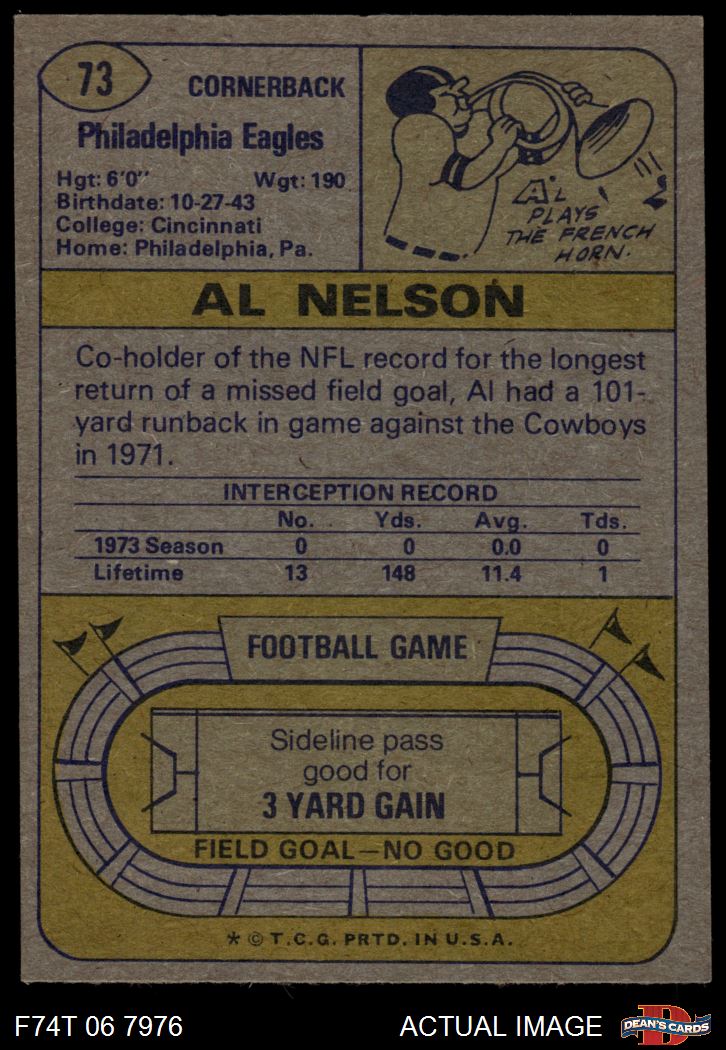 73
CORNERBACK
Philadelphia Eagles
Hgt: 6'0" Wgt: 190
Birthdate: 10-27-43
College: Cincinnati
Home: Philadelphia, Pa.
AL
PLAYS
THE FRENCH
HORN.
AL NELSON
Co-holder of the NFL record for the longest
return of a missed field goal, Al had a 101-
yard runback in game against the Cowboys
in 1971.
INTERCEPTION RECORD
No. Yds. Avg. Tds.
1973 Season 0 0 0.0 0
Lifetime 13 148 11.4 1
FOOTBALL GAME
Sideline pass
good for
3 YARD GAIN
FIELD GOAL—NO GOOD
* © T.C.G. PRTD. IN U.S.A.
F74T 06 7976 ACTUAL IMAGE
D
DEAN'S CARDS